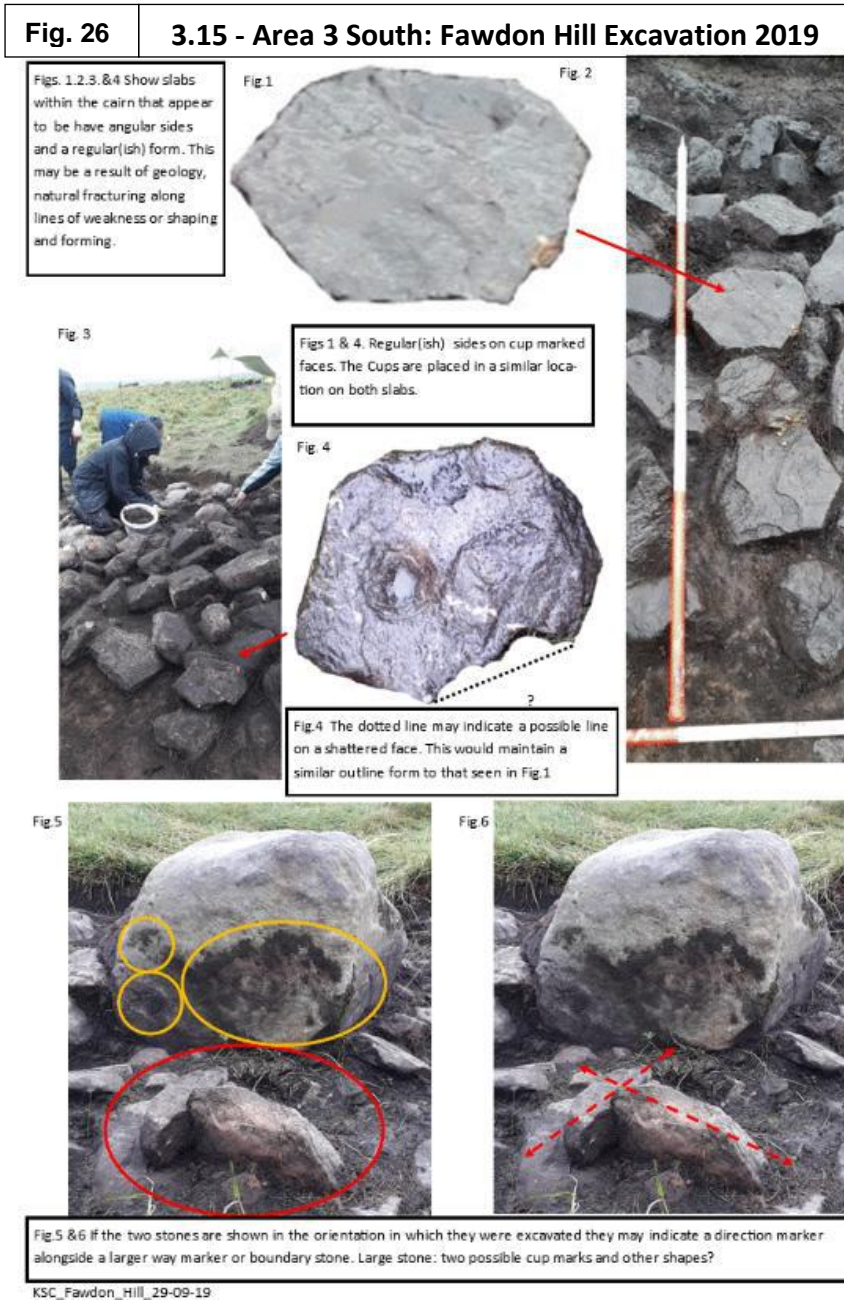 Fig. 26
3.15 - Area 3 South: Fawdon Hill Excavation 2019
Figs. 1.2.3.&4 Show slabs
within the cairn that appear
to be have angular sides
and a regular(ish) form. This
may be a result of geology,
natural fracturing along
lines of weakness or shaping
and forming.
Fig.1
Fig. 2
Fig. 3
Figs 1 & 4. Regular(ish) sides on cup marked
faces. The Cups are placed in a similar loca-
tion on both slabs.
Fig. 4
?
Fig.4 The dotted line may indicate a possible line
on a shattered face. This would maintain a
similar outline form to that seen in Fig.1
Fig.5
Fig.6
Fig.5 &6 If the two stones are shown in the orientation in which they were excavated they may indicate a direction marker
alongside a larger way marker or boundary stone. Large stone: two possible cup marks and other shapes?
KSC_Fawdon_Hill_29-09-19